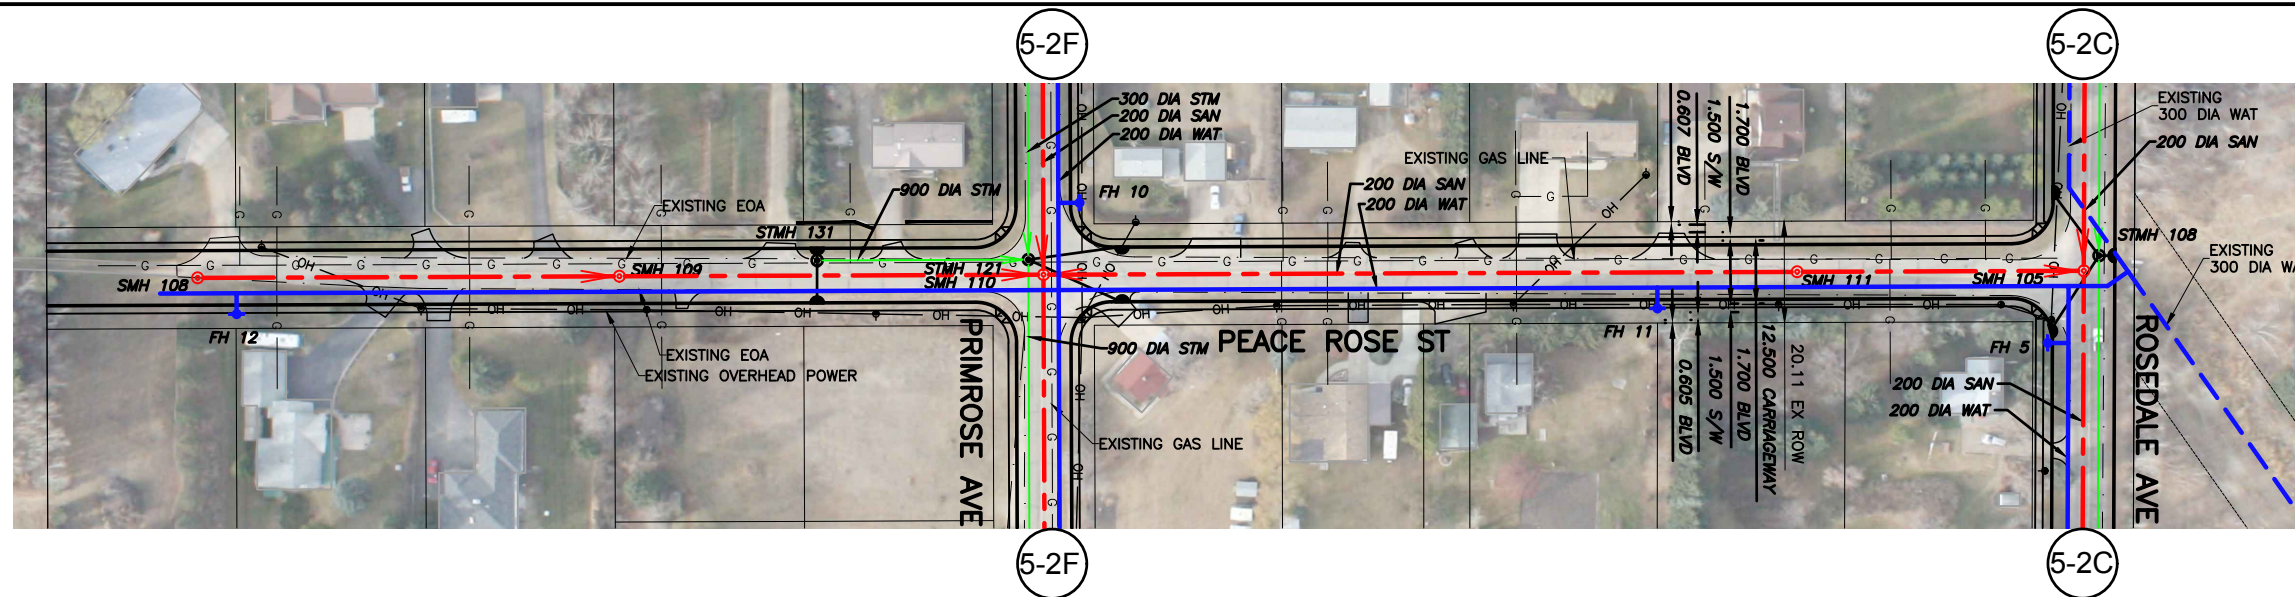 5-2F
5-2C
300 DIA STM
200 DIA SAN
200 DIA WAT
EXISTING
300 DIA WAT
200 DIA SAN
1.700 BLVD
1.500 S/W
0.607 BLVD
EXISTING GAS LINE
900 DIA STM
FH 10
200 DIA SAN
200 DIA WAT
EXISTING EOA
STMH 131
STMH 108
OH
G
EXISTING
SMH 108
SMH 109
STMH 121
SMH 110
SMH 111
SMH 105
300 DIA
FH 12
EXISTING EOA
EXISTING OVERHEAD POWER
PRIMROSE AVE
900 DIA STM
PEACE ROSE ST
FH 11
FH 5
ROSEDALE AVE
20.11 EX ROW
12.500 CARRIAGEWAY
1.700 BLVD
1.500 S/W
0.605 BLVD
200 DIA SAN
200 DIA WAT
EXISTING GAS LINE
5-2F
5-2C